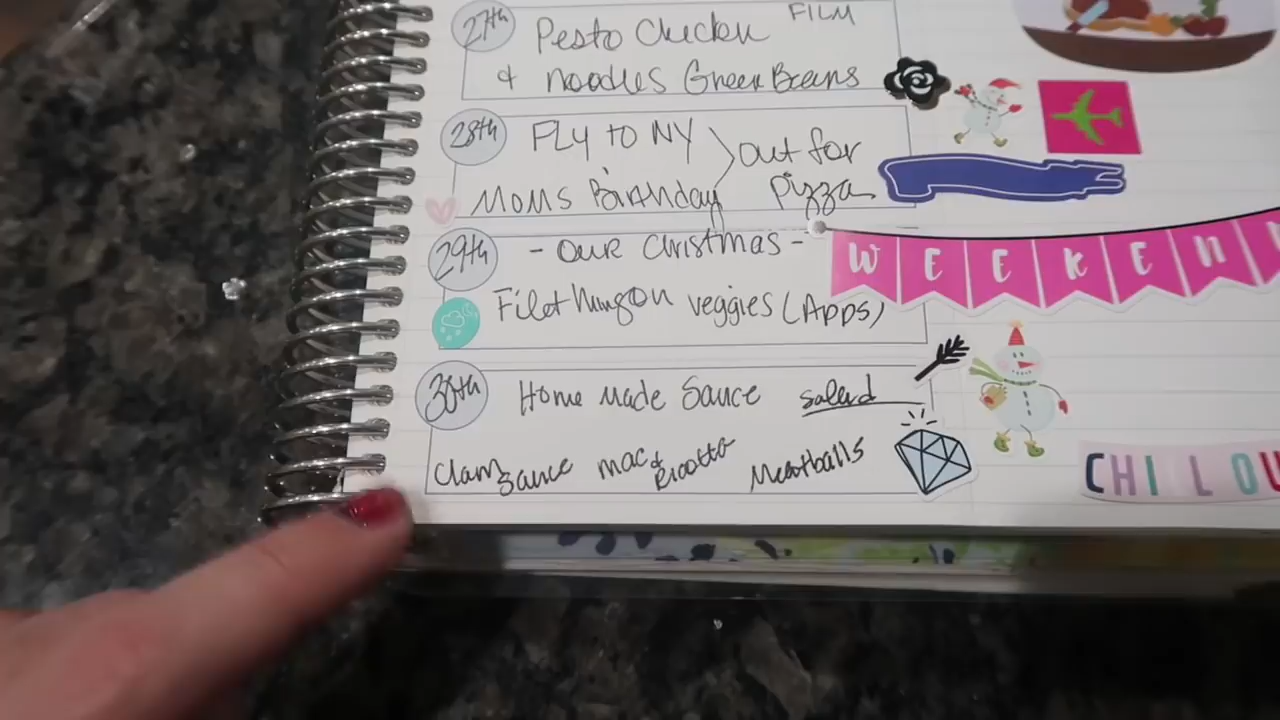 27th
FILM
Pesto Chicken
& noodles Green Beans
28th
FLY to NY
out for
Moms Birthday
pizza
29th
- our christmas -
WEEKEN
Filet mingon veggies (Apps)
30th
Home made Sauce salad
Clam Sauce mac & Ricotta Meatballs
CHILL OU